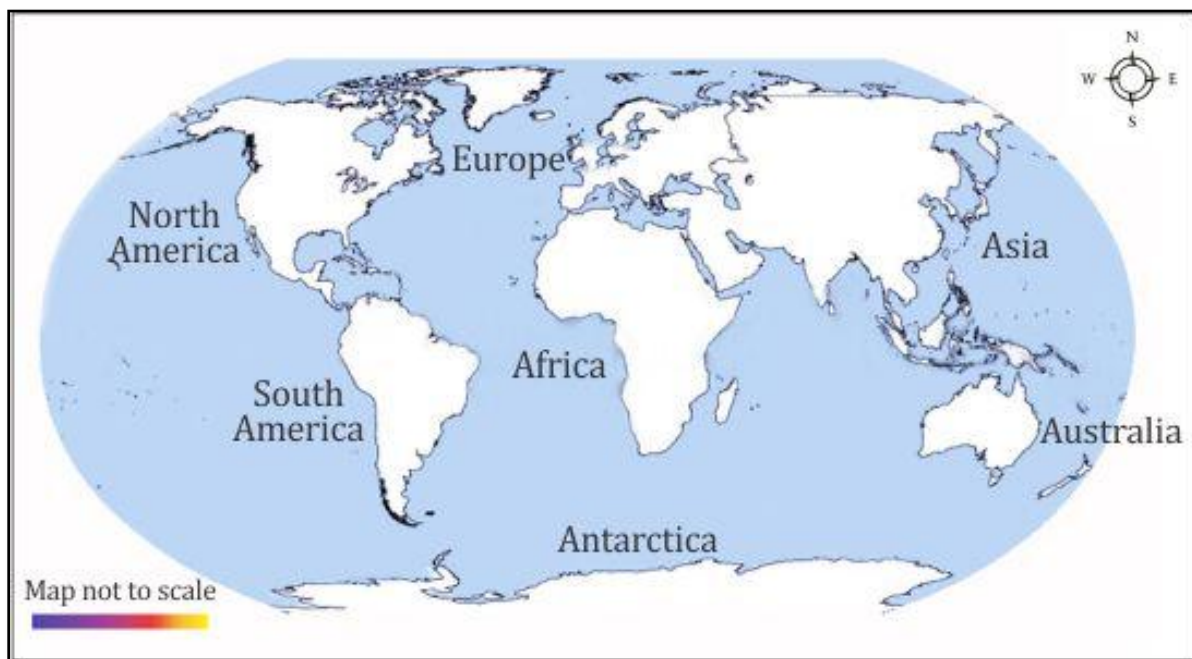 N
W E
S
Europe
North
America
Asia
Africa
South
America
Australia
Antarctica
Map not to scale